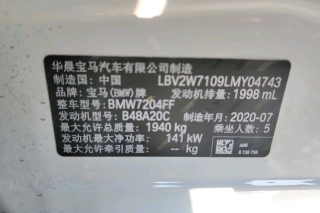 华晨宝马汽车有限公司制造
制造国：中国 LBV2W7109LMY04743
品牌：宝马(BMW)牌 发动机排量：1998 mL
整车型号：BMW7204FF
发动机型号：B48A20C 制造年月：2020-07
最大允许总质量：1940 kg 乘坐人数：5
发动机最大净功率：141 kW
最大允许牵引质量：-- kg